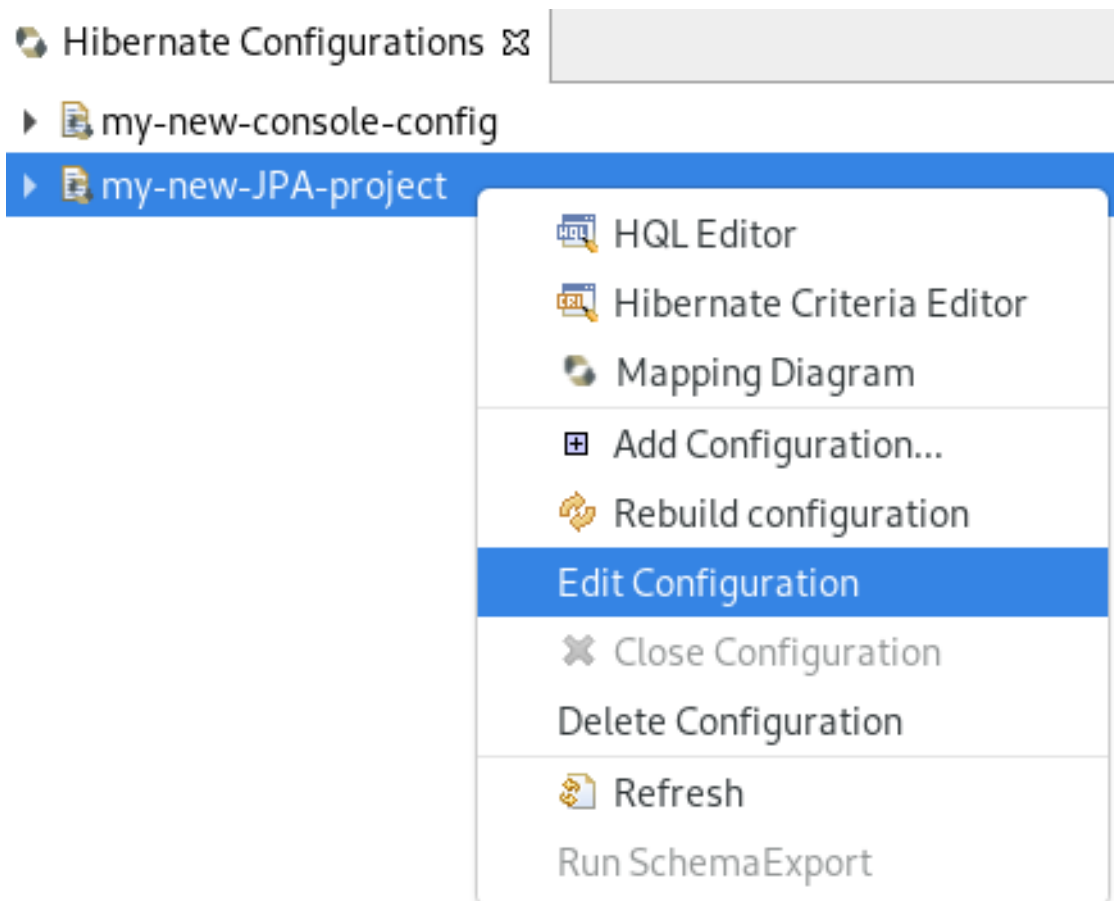 Hibernate Configurations
my-new-console-config
my-new-JPA-project
HQL Editor
Hibernate Criteria Editor
Mapping Diagram
Add Configuration...
Rebuild configuration
Edit Configuration
Close Configuration
Delete Configuration
Refresh
Run SchemaExport